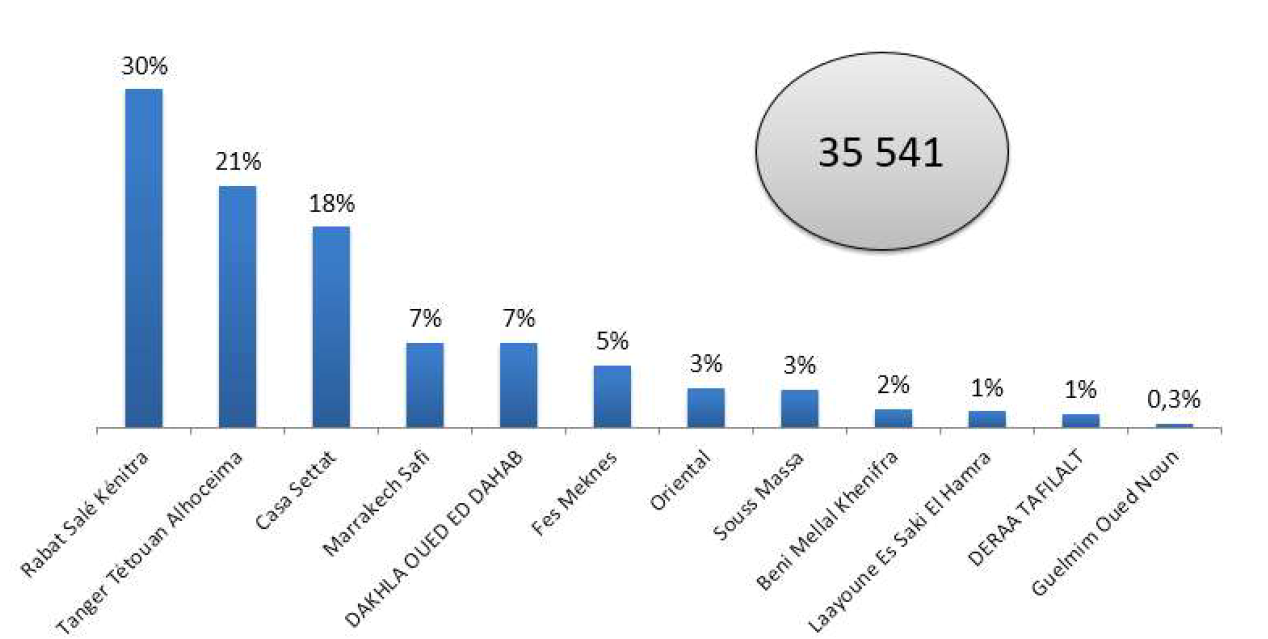 30%
21%
18%
7%
7%
5%
3%
3%
2%
1%
1%
0,3%
35 541
Rabat Salé Kénitra
Tanger Tétouan Alhoceima
Casa Settat
Marrakech Safi
DAKHLA OUED ED DAHAB
Fes Meknes
Oriental
Souss Massa
Beni Mellal Khenifra
Laayoune Es Saki El Hamra
DERAA TAFILALT
Guelmim Oued Noun